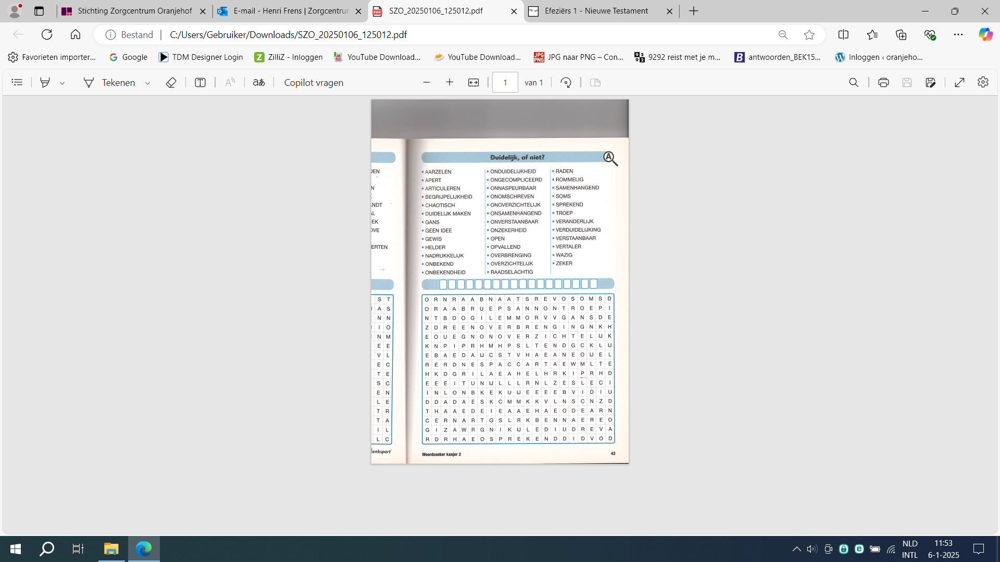 Stichting Zorgcentrum Oranjehof
E-mail - Henri Frens | Zorgcentrum
SZO_20250106_125012.pdf
Efeziërs 1 - Nieuwe Testament
Bestand
C:/Users/Gebruiker/Downloads/SZO_20250106_125012.pdf
Favorieten importer...
Google
TDM Designer Login
ZilliZ - Inloggen
YouTube Download...
YouTube Download...
JPG naar PNG – Con...
9292 reist met je m...
antwoorden_BEK15...
Inloggen ‹ oranjeho...
Tekenen
Copilot vragen
1 van 1
Duidelijk, of niet?
DEN
N
NDT
AL
EK
OVE
ERTEN
• AARZELEN
• APERT
• ARTICULEREN
• BEGRIJPELIJKHEID
• CHAOTISCH
• DUIDELIJK MAKEN
• GANS
• GEEN IDEE
• GEWIS
• HELDER
• NADRUKKELIJK
• ONBEKEND
• ONBEKENDHEID
• ONDUIDELIJKHEID
• ONGECOMPLICEERD
• ONNASPEURBAAR
• ONOMSCHREVEN
• ONOVERZICHTELIJK
• ONSAMENHANGEND
• ONVERSTAANBAAR
• ONZEKERHEID
• OPEN
• OPVALLEND
• OVERBRENGING
• OVERZICHTELIJK
• RAADSELACHTIG
• RADEN
• ROMMELIG
• SAMENHANGEND
• SOMS
• SPREKEND
• TROEP
• VERANDERLIJK
• VERDUIDELIJKING
• VERSTAANBAAR
• VERTALER
• WAZIG
• ZEKER
S T
A S
N N
I O
N M
E E
V L
E C
T E
S C
E N
L E
T R
T A
I L
L C
O R N R A A B N A A T S R E V O S O M S D
O R A A B R U E P S A N N O N T R O E P I
N T B D O G I L E M M O R V V G A N S D E
Z D R E E N O V E R B R E N G I N G N K H
E O U E G N O N O V E R Z I C H T E L IJ K
K N P I P R H M H P S L T E N D G C K L IJ
E B A E D A IJ C S T V H A E A N E O IJ E L
R E R D N E S P A C C A R T A E W M L T E
H K D G R I L A E A H E L H R K I P R H D
E E E I T U N IJ L L L R N L Z E S L E C I
I N L O N B K E K U IJ E E E E B V I D I U
D D A D A E S K C M M K K V L N S C N Z D
T H A A E D E I E A A E H A E O D E A R N
C E R N A R T G S L R K B E N N A E R E O
G I Z A W R G N I K IJ L E D I U D R E V A
R D R H A E O S P R E K E N D D I D V O D
enksport
Woordzoeker kanjer 2
43
NLD
INTL
11:53
6-1-2025